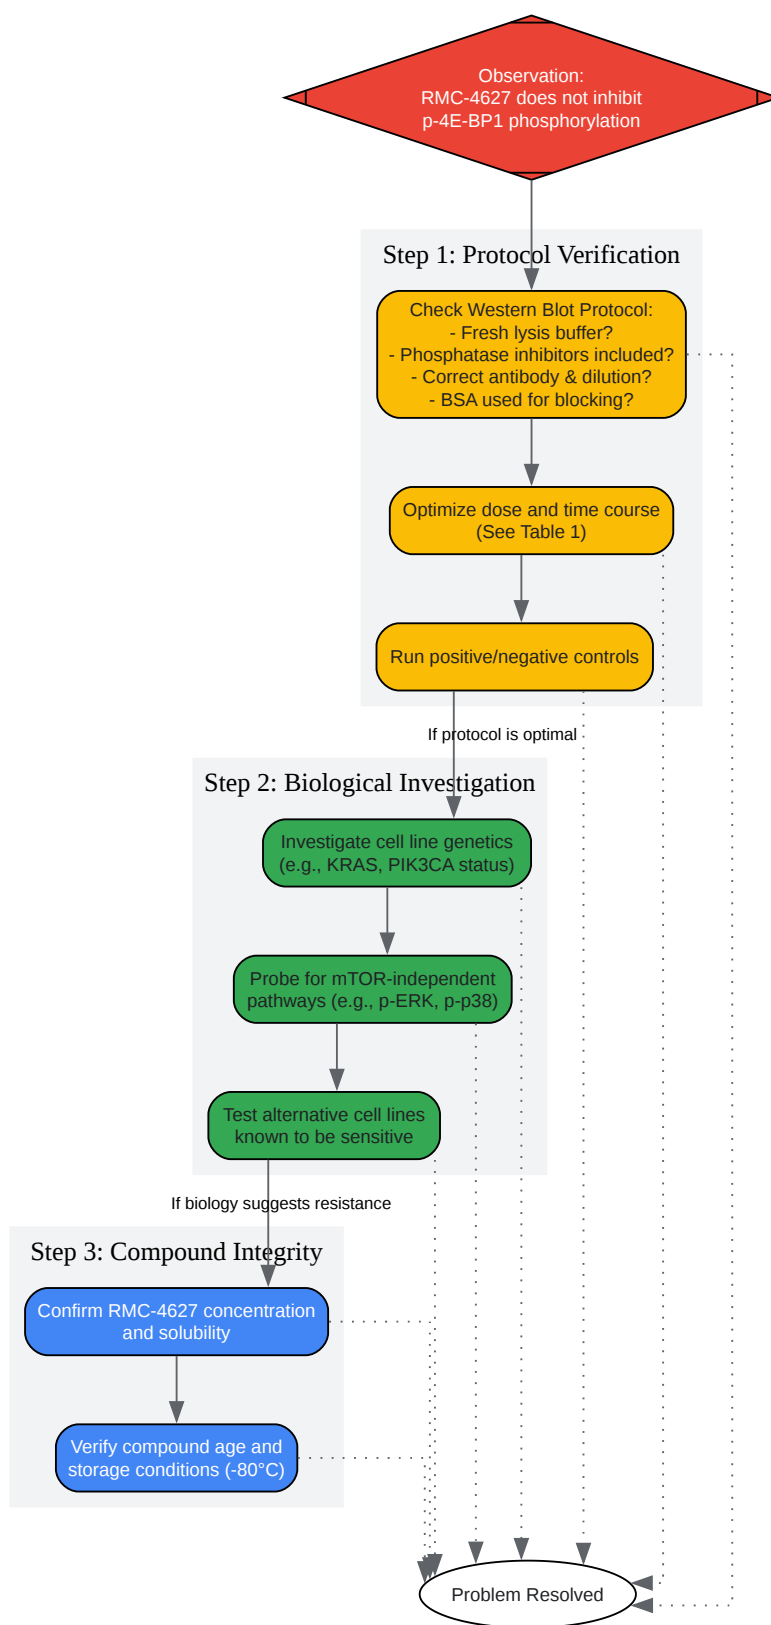 Observation:
RMC-4627 does not inhibit
p-4E-BP1 phosphorylation
Step 1: Protocol Verification
Check Western Blot Protocol:
- Fresh lysis buffer?
- Phosphatase inhibitors included?
- Correct antibody & dilution?
- BSA used for blocking?
Optimize dose and time course
(See Table 1)
Run positive/negative controls
If protocol is optimal
Step 2: Biological Investigation
Investigate cell line genetics
(e.g., KRAS, PIK3CA status)
Probe for mTOR-independent
pathways (e.g., p-ERK, p-p38)
Test alternative cell lines
known to be sensitive
If biology suggests resistance
Step 3: Compound Integrity
Confirm RMC-4627 concentration
and solubility
Verify compound age and
storage conditions (-80°C)
Problem Resolved